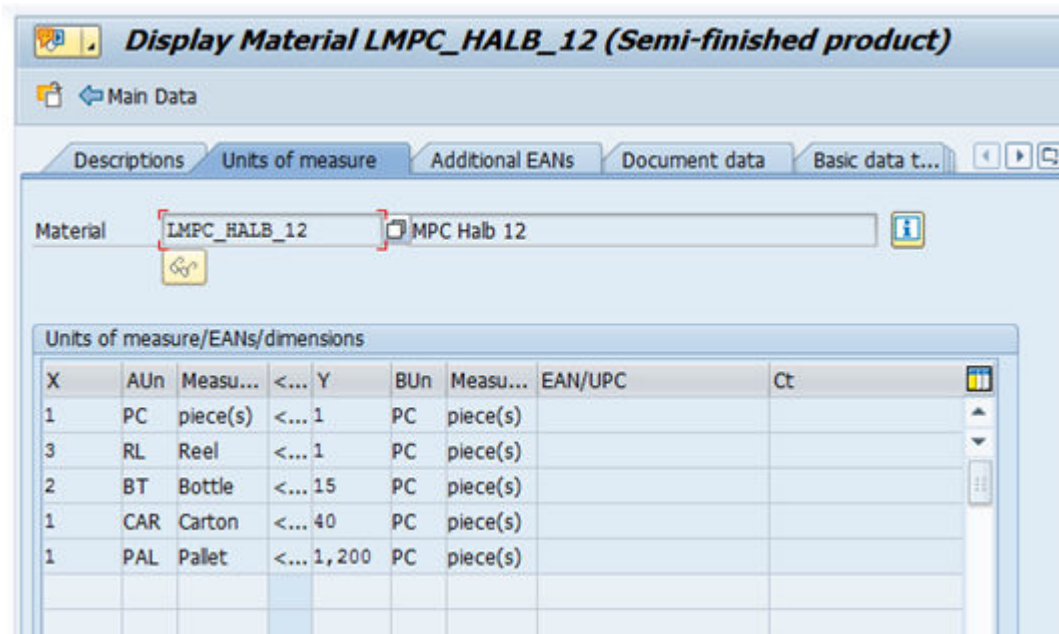 Display Material LMPC_HALB_12 (Semi-finished product)
Main Data
Descriptions Units of measure Additional EANs Document data Basic data t...
Material LMPC_HALB_12 MPC Halb 12
Units of measure/EANs/dimensions
X AUn Measu... <... Y BUn Measu... EAN/UPC Ct
1 PC piece(s) <... 1 PC piece(s)
3 RL Reel <... 1 PC piece(s)
2 BT Bottle <... 15 PC piece(s)
1 CAR Carton <... 40 PC piece(s)
1 PAL Pallet <... 1,200 PC piece(s)